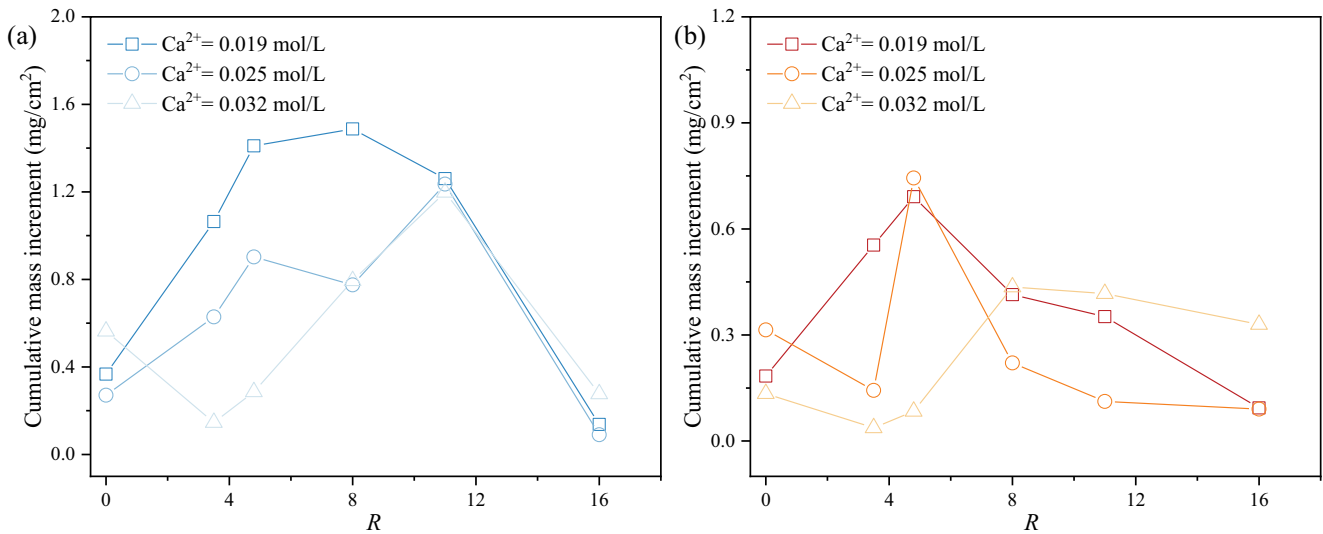 (a)
Cumulative mass increment (mg/cm²)
2.0
1.6
1.2
0.8
0.4
0.0
Ca²⁺= 0.019 mol/L
Ca²⁺= 0.025 mol/L
Ca²⁺= 0.032 mol/L
0 4 8 12 16
R
(b)
Cumulative mass increment (mg/cm²)
1.2
0.9
0.6
0.3
0.0
Ca²⁺= 0.019 mol/L
Ca²⁺= 0.025 mol/L
Ca²⁺= 0.032 mol/L
0 4 8 12 16
R